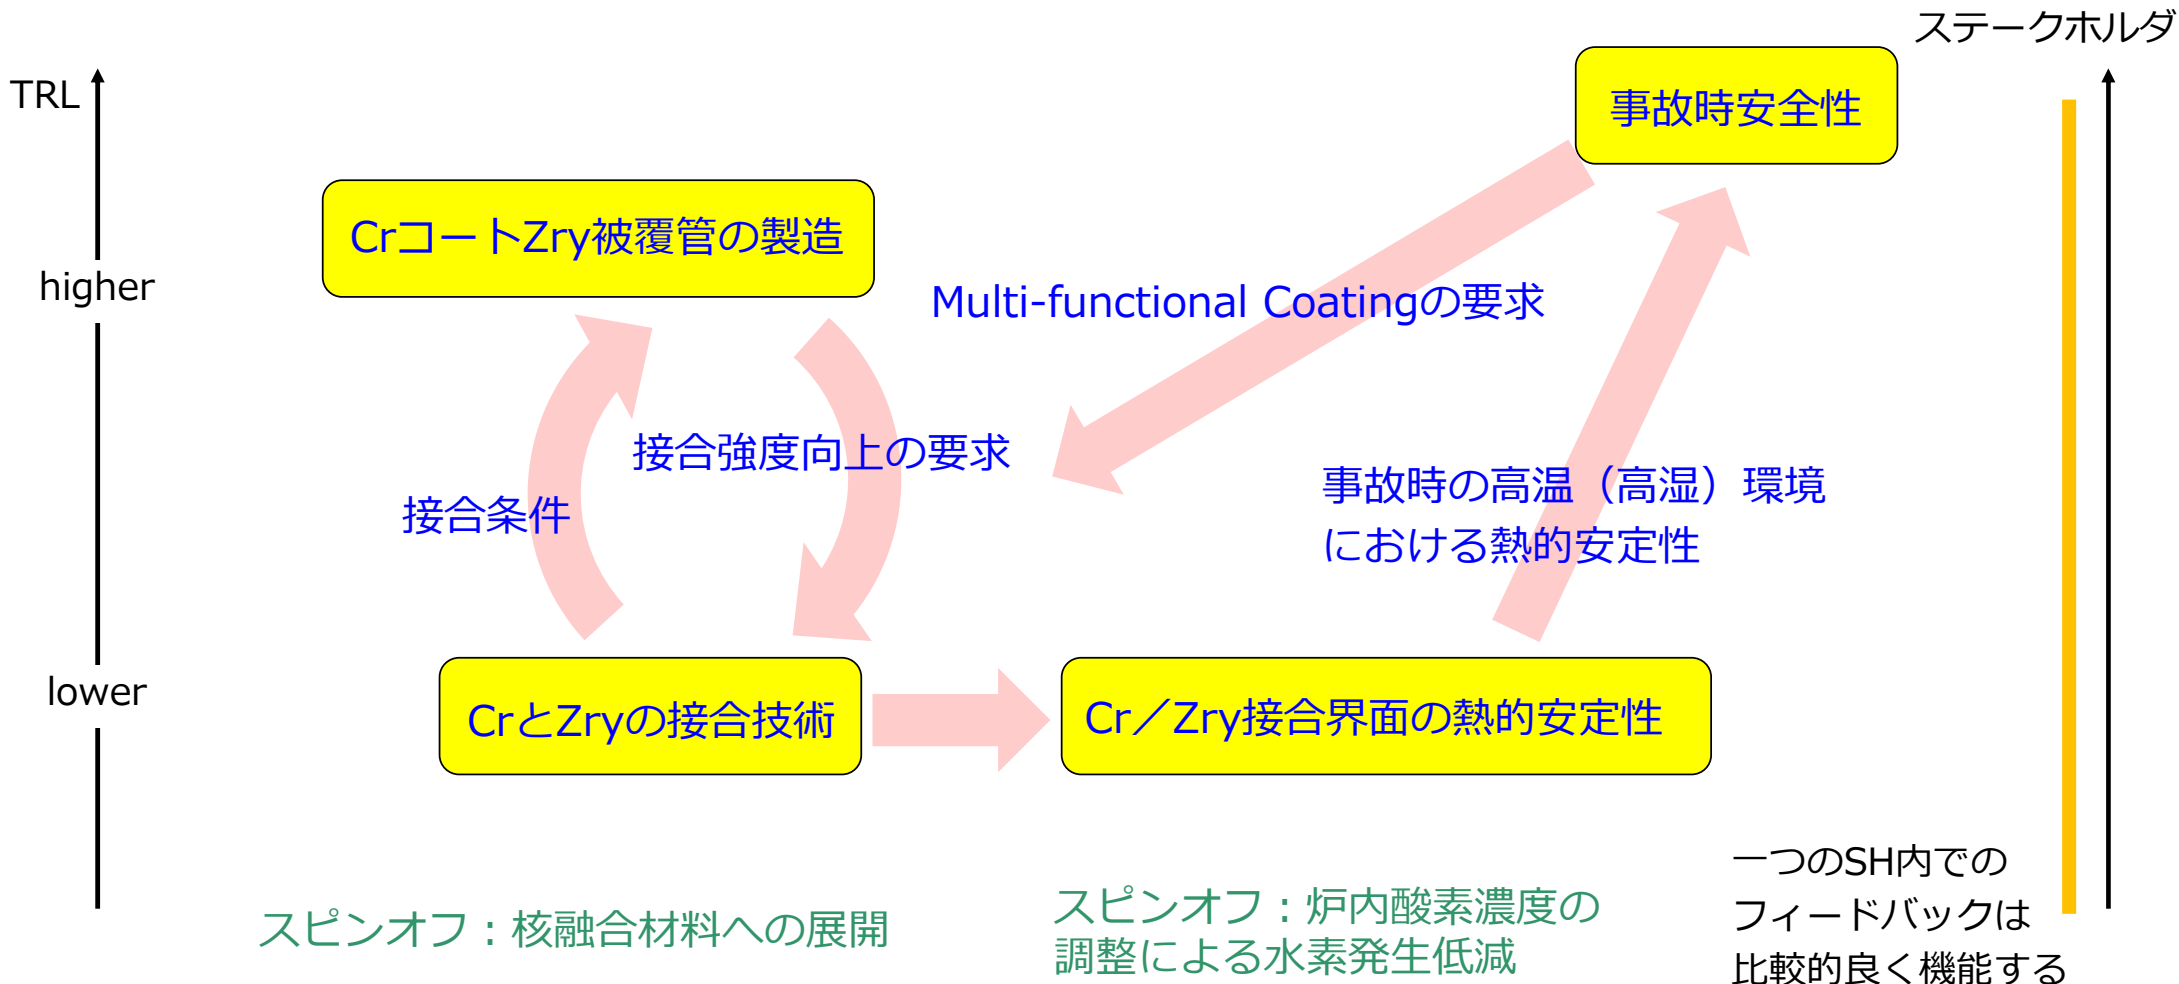 ステークホルダ
TRL
事故時安全性
CrコートZry被覆管の製造
higher
Multi-functional Coatingの要求
接合強度向上の要求
接合条件
事故時の高温（高湿）環境
における熱的安定性
lower
CrとZryの接合技術
Cr／Zry接合界面の熱的安定性
スピンオフ：核融合材料への展開
スピンオフ：炉内酸素濃度の
調整による水素発生低減
一つのSH内での
フィードバックは
比較的良く機能する